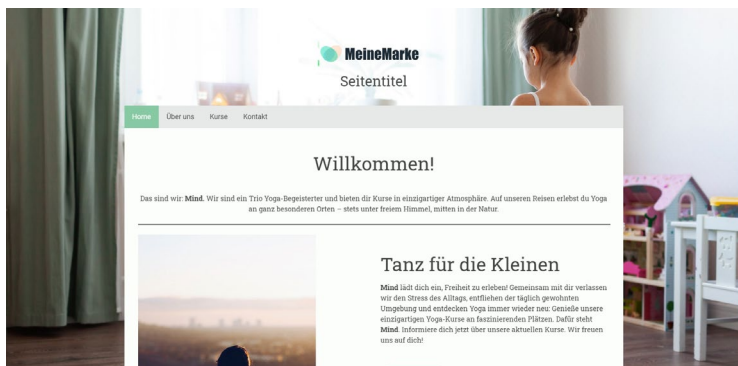 MeineMarke
Seitentitel
Home Über uns Kurse Kontakt
Willkommen!
Das sind wir: Mind. Wir sind ein Trio Yoga-Begeisterter und bieten dir Kurse in einzigartiger Atmosphäre. Auf unseren Reisen erlebst du Yoga
an ganz besonderen Orten – stets unter freiem Himmel, mitten in der Natur.
Tanz für die Kleinen
Mind lädt dich ein, Freiheit zu erleben! Gemeinsam mit dir verlassen
wir den Stress des Alltags, entfliehen der täglich gewohnten
Umgebung und entdecken Yoga immer wieder neu: Genieße unsere
einzigartigen Yoga-Kurse an faszinierenden Plätzen. Dafür steht
Mind. Informiere dich jetzt über unsere aktuellen Kurse. Wir freuen
uns auf dich!